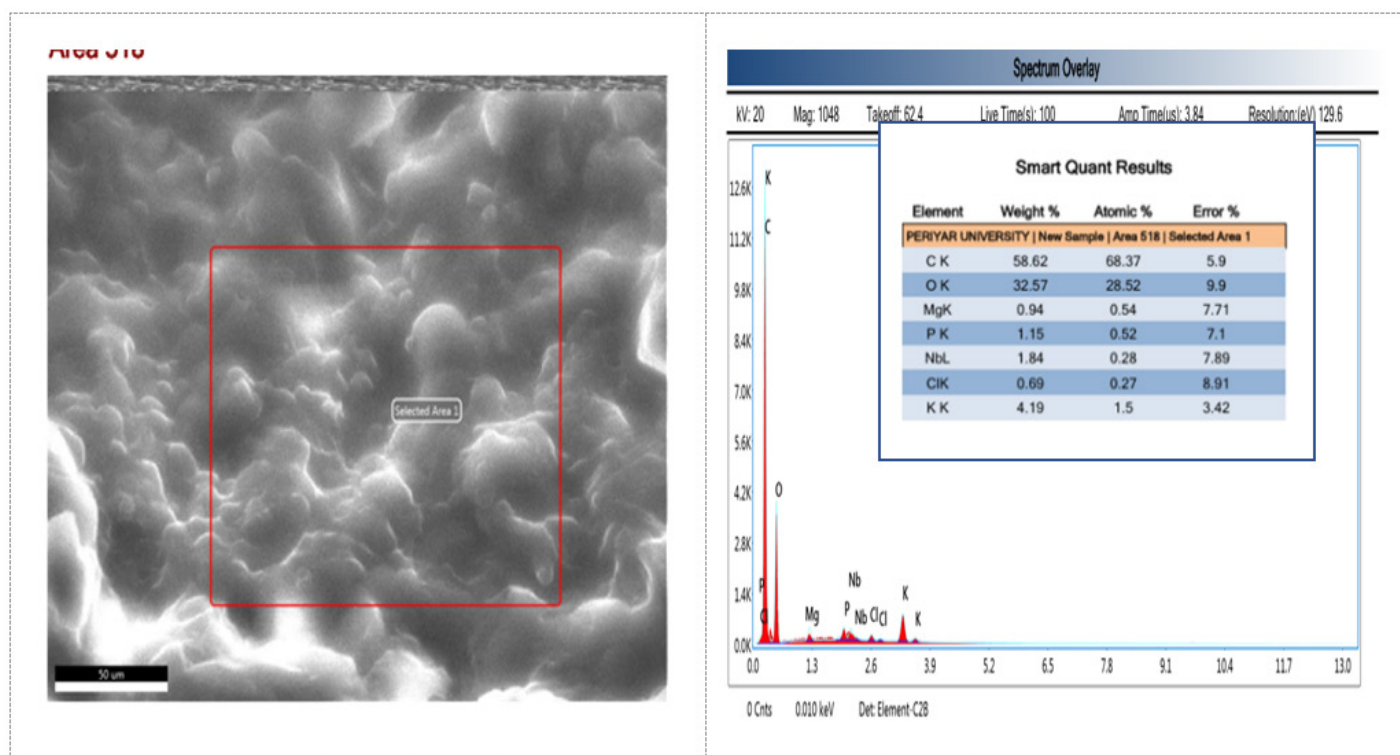 Area 518
Selected Area 1
50 um
Spectrum Overlay
kV: 20 Mag: 1048 Takeoff: 62.4 Live Time(s): 100 Amp Time(us): 3.84 Resolution:(eV) 129.6
Smart Quant Results
Element Weight % Atomic % Error %
PERIYAR UNIVERSITY | New Sample | Area 518 | Selected Area 1
C K 58.62 68.37 5.9
O K 32.57 28.52 9.9
MgK 0.94 0.54 7.71
P K 1.15 0.52 7.1
NbL 1.84 0.28 7.89
ClK 0.69 0.27 8.91
K K 4.19 1.5 3.42
12.6K
11.2K
9.8K
8.4K
7.0K
5.6K
4.2K
2.8K
1.4K
0.0K
K
C
O
P
Cl
Mg
P
Nb
Nb
Cl
Cl
K
K
0.0 1.3 2.6 3.9 5.2 6.5 7.8 9.1 10.4 11.7 13.0
0 Cnts 0.010 keV Det: Element-C2B